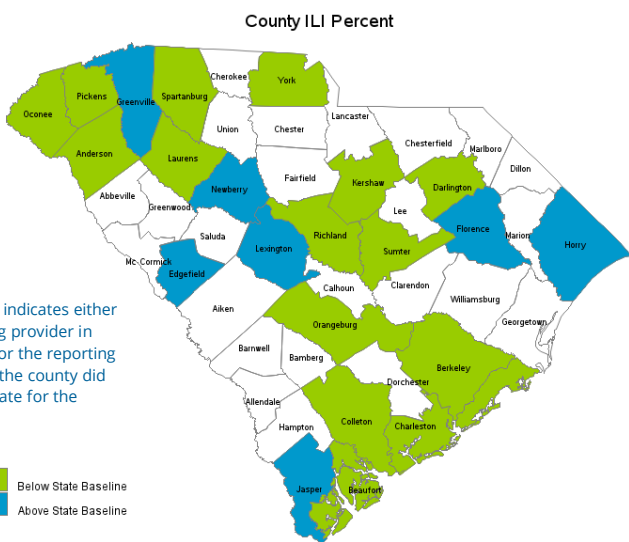 County ILI Percent
Cherokee
York
Pickens
Greenville
Spartanburg
Oconee
Lancaster
Union
Chester
Chesterfield
Marlboro
Anderson
Laurens
Dillon
Fairfield
Kershaw
Darlington
Newberry
Abbeville
Greenwood
Lee
Florence
Marion
Saluda
Richland
Horry
Lexington
Sumter
Mc Cormick
Edgefield
Calhoun
Clarendon
Williamsburg
Aiken
Georgetown
Orangeburg
Barnwell
Bamberg
Berkeley
Dorchester
Allendale
Colleton
Charleston
Hampton
Jasper
Beaufort
indicates either
g provider in
or the reporting
the county did
ate for the
Below State Baseline
Above State Baseline